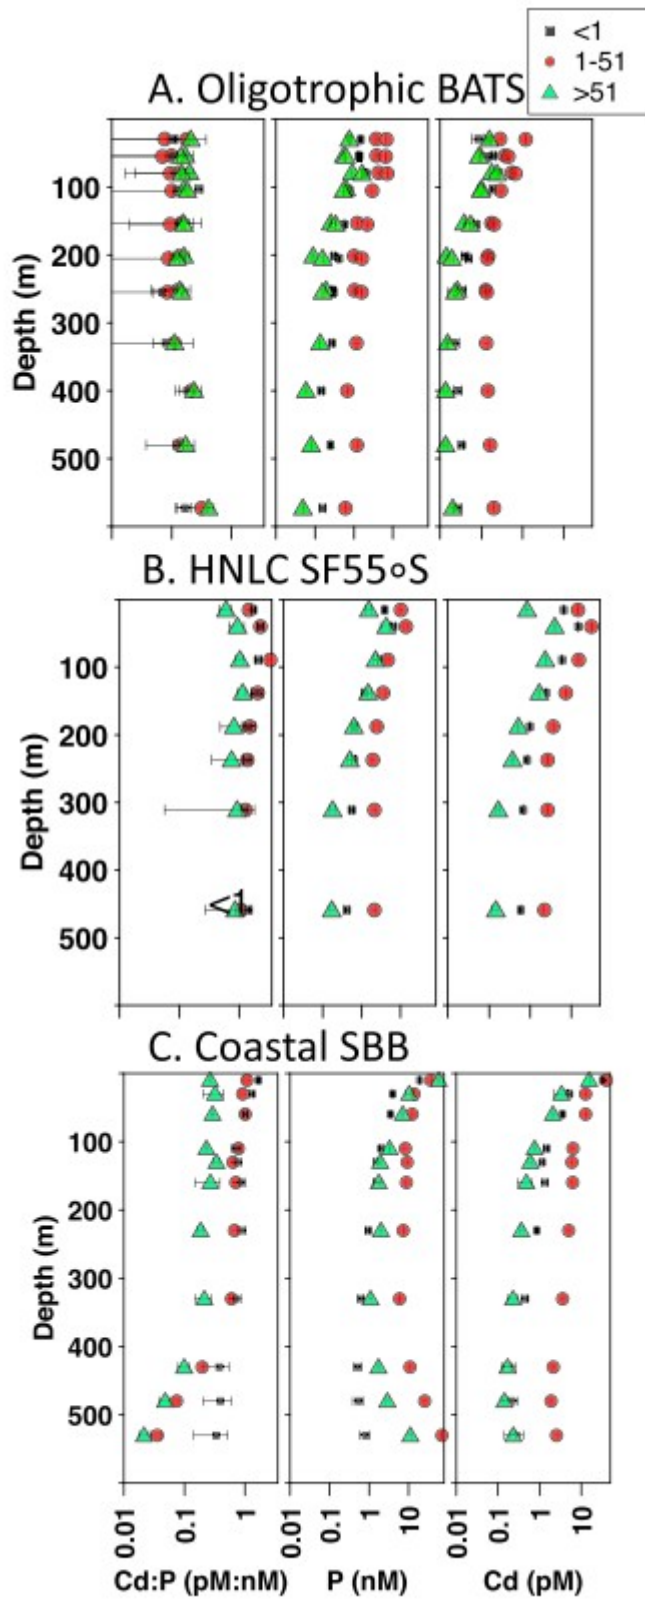 <1
1-51
>51
A. Oligotrophic BATS
Depth (m)
100
200
300
400
500
B. HNLC SF55∘S
Depth (m)
100
200
300
400
500
<1
C. Coastal SBB
Depth (m)
100
200
300
400
500
0.01 0.1 1 0.01 0.1 1 10 0.01 0.1 1 10
Cd:P (pM:nM) P (nM) Cd (pM)